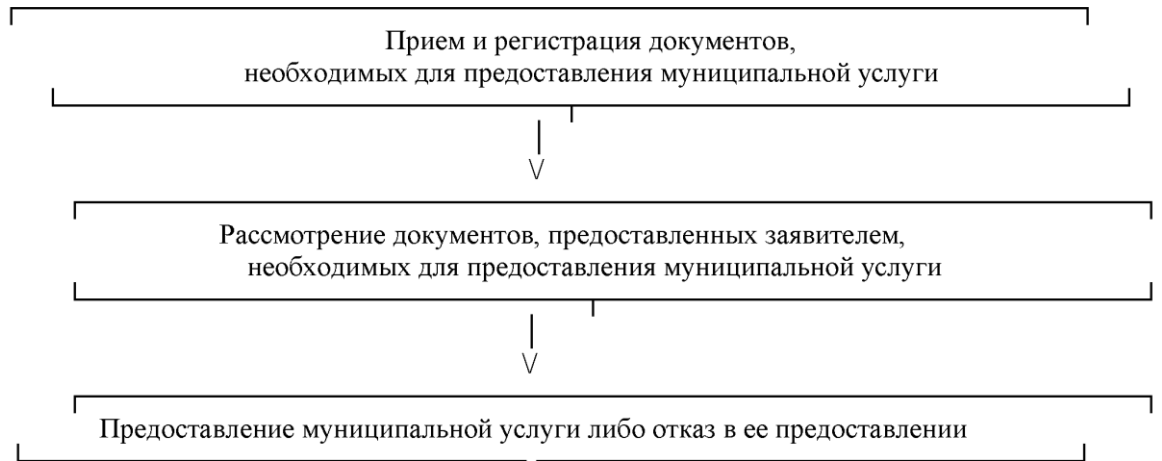 Прием и регистрация документов,
необходимых для предоставления муниципальной услуги
Рассмотрение документов, предоставленных заявителем,
необходимых для предоставления муниципальной услуги
Предоставление муниципальной услуги либо отказ в ее предоставлении